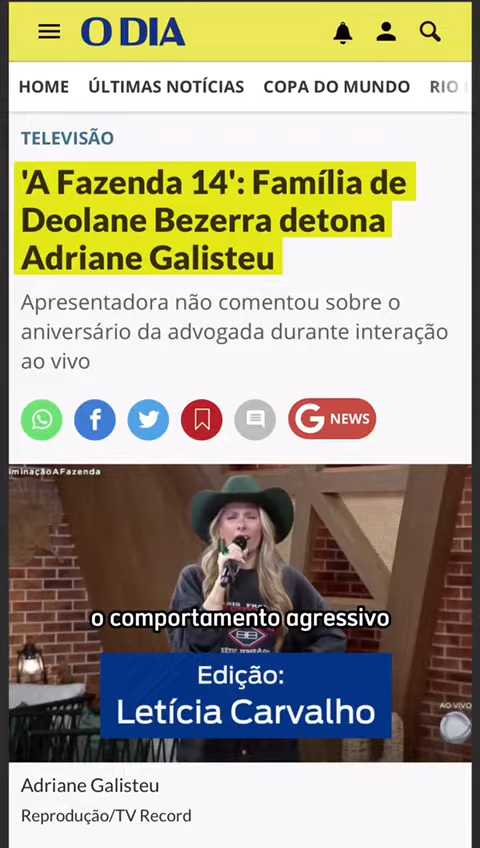 O DIA
HOME ÚLTIMAS NOTÍCIAS COPA DO MUNDO RIO
TELEVISÃO
'A Fazenda 14': Família de
Deolane Bezerra detona
Adriane Galisteu
Apresentadora não comentou sobre o
aniversário da advogada durante interação
ao vivo
G NEWS
iminaçãoAFazenda
o comportamento agressivo
Edição:
Letícia Carvalho
AO VIVO
Adriane Galisteu
Reprodução/TV Record